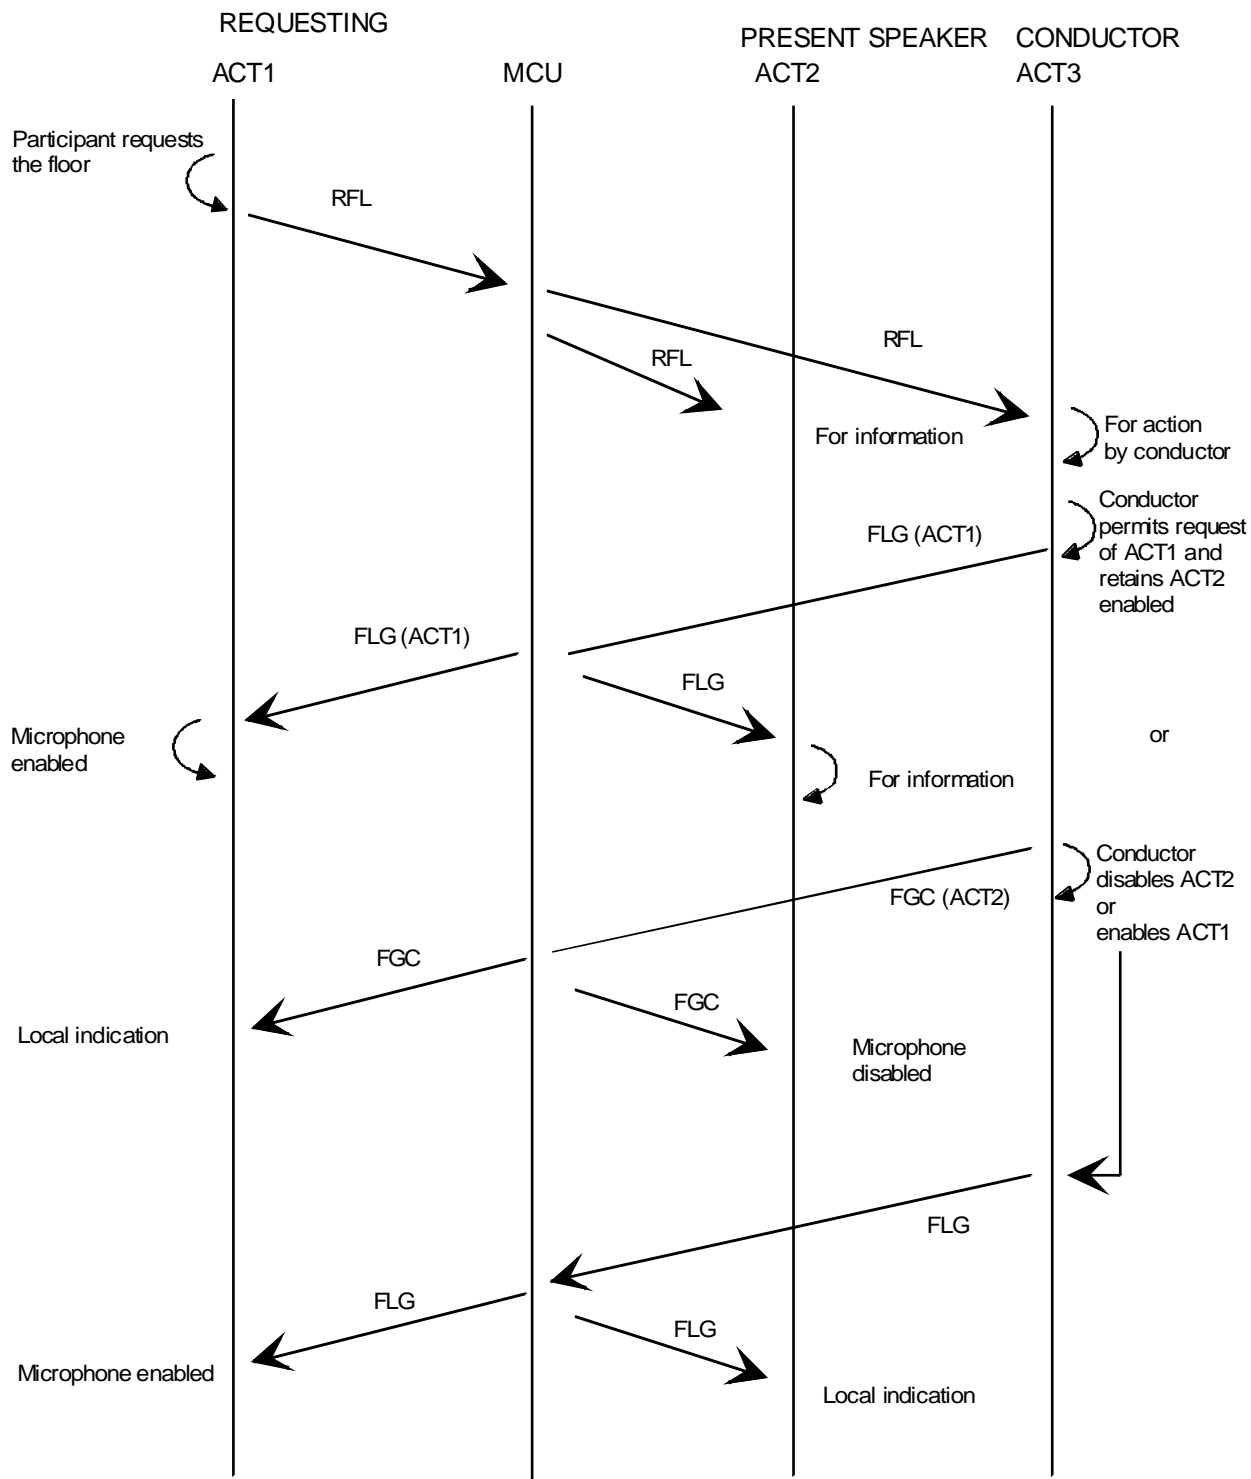 REQUESTING
PRESENT SPEAKER
CONDUCTOR
ACT1
MCU
ACT2
ACT3
Participant requests
the floor
RFL
RFL
RFL
For information
For action
by conductor
Conductor
permits request
of ACT1 and
retains ACT2
enabled
FLG (ACT1)
FLG (ACT1)
FLG
Microphone
enabled
or
For information
Conductor
disables ACT2
or
enables ACT1
FGC (ACT2)
FGC
FGC
Local indication
Microphone
disabled
FLG
FLG
FLG
Microphone enabled
Local indication